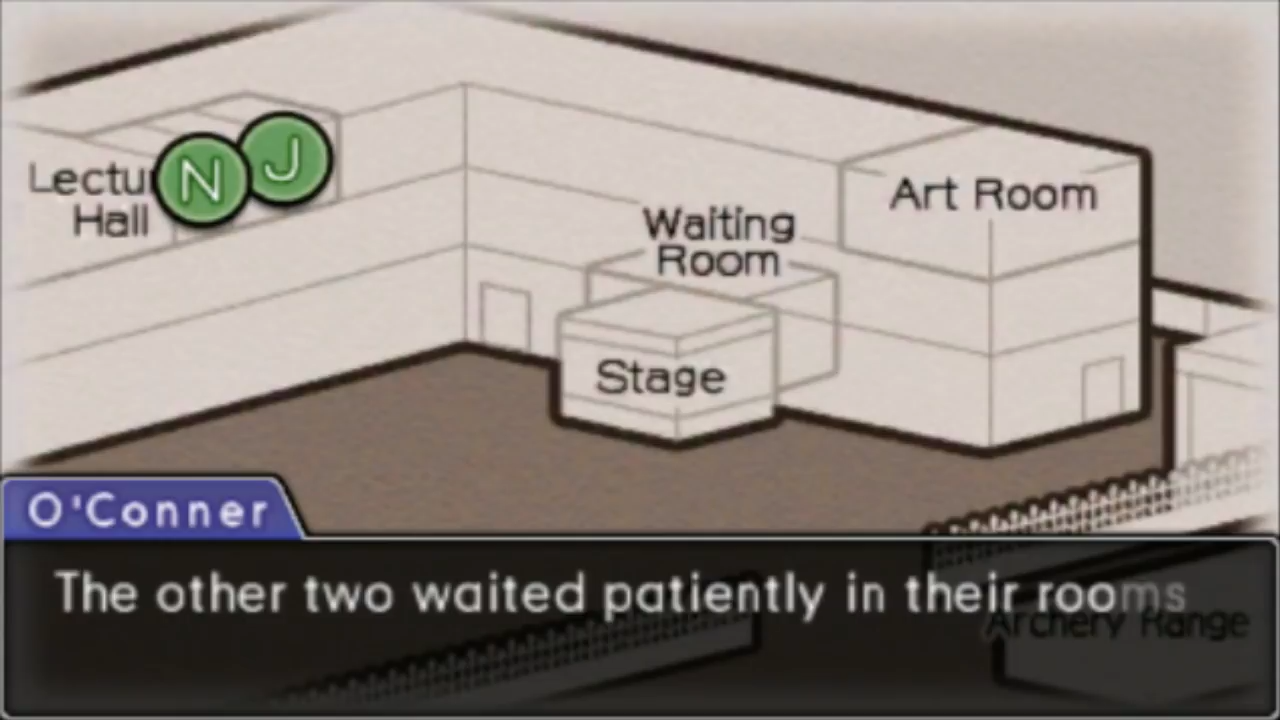 Lectu
Hall
N
J
Waiting
Room
Art Room
Stage
O'Conner
The other two waited patiently in their rooms
Archery Range